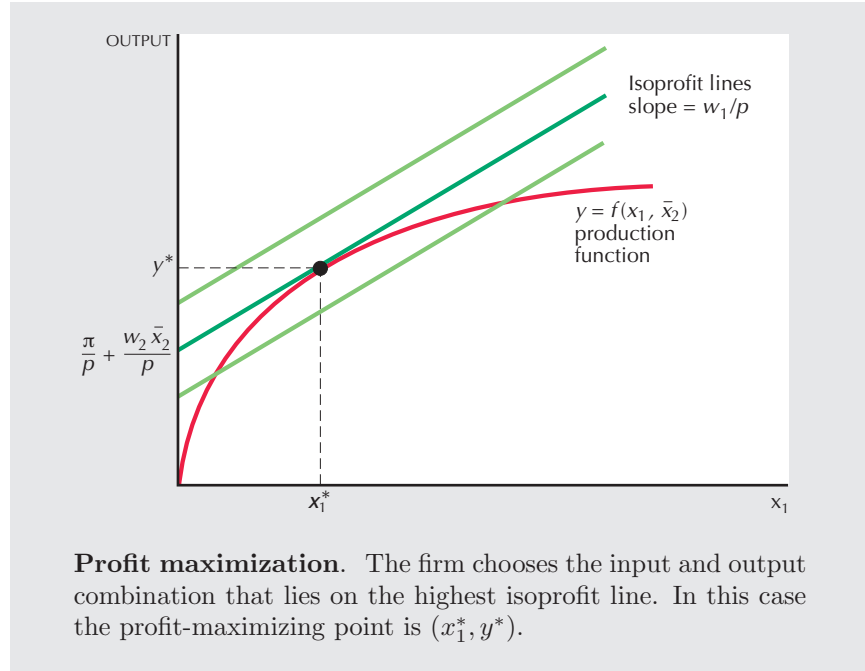 OUTPUT
Isoprofit lines
slope = w₁/p
y = f(x₁, x̄₂)
production
function
y*
π/p + w₂x̄₂/p
x₁*
x₁
Profit maximization. The firm chooses the input and output
combination that lies on the highest isoprofit line. In this case
the profit-maximizing point is (x₁*, y*).